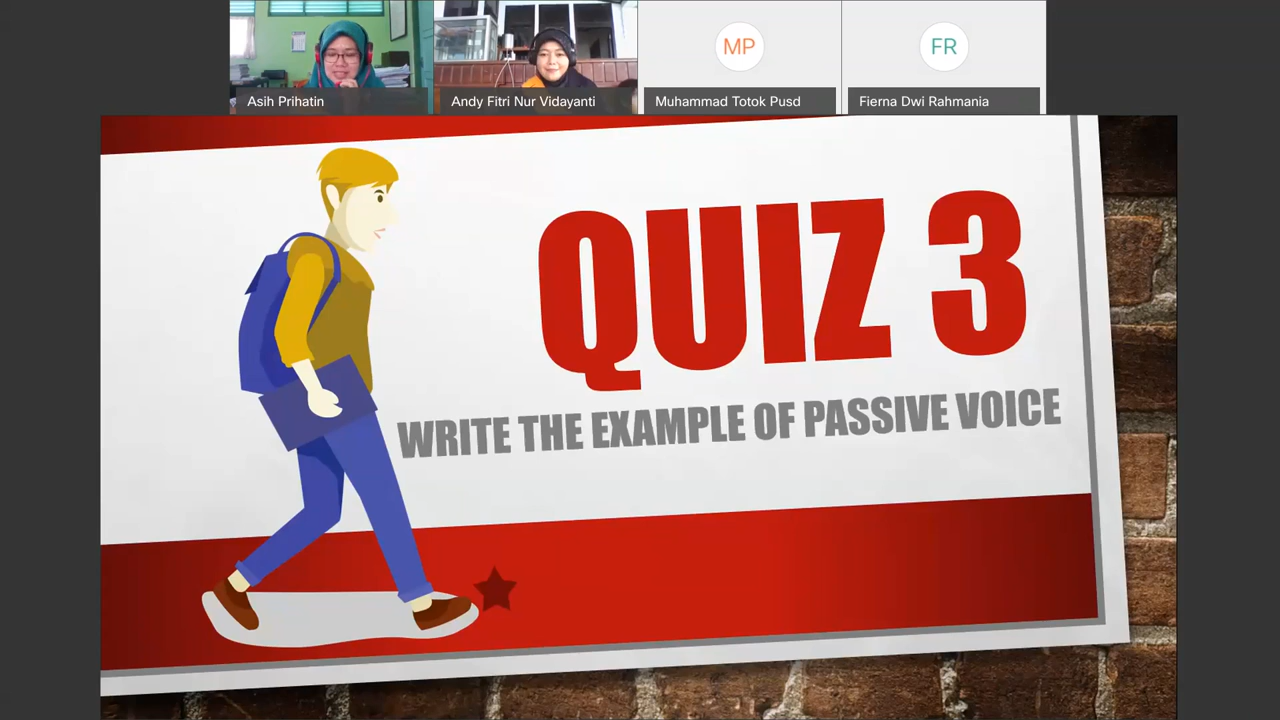 Asih Prihatin
Andy Fitri Nur Vidayanti
MP
Muhammad Totok Pusd
FR
Fierna Dwi Rahmania
QUIZ 3
WRITE THE EXAMPLE OF PASSIVE VOICE